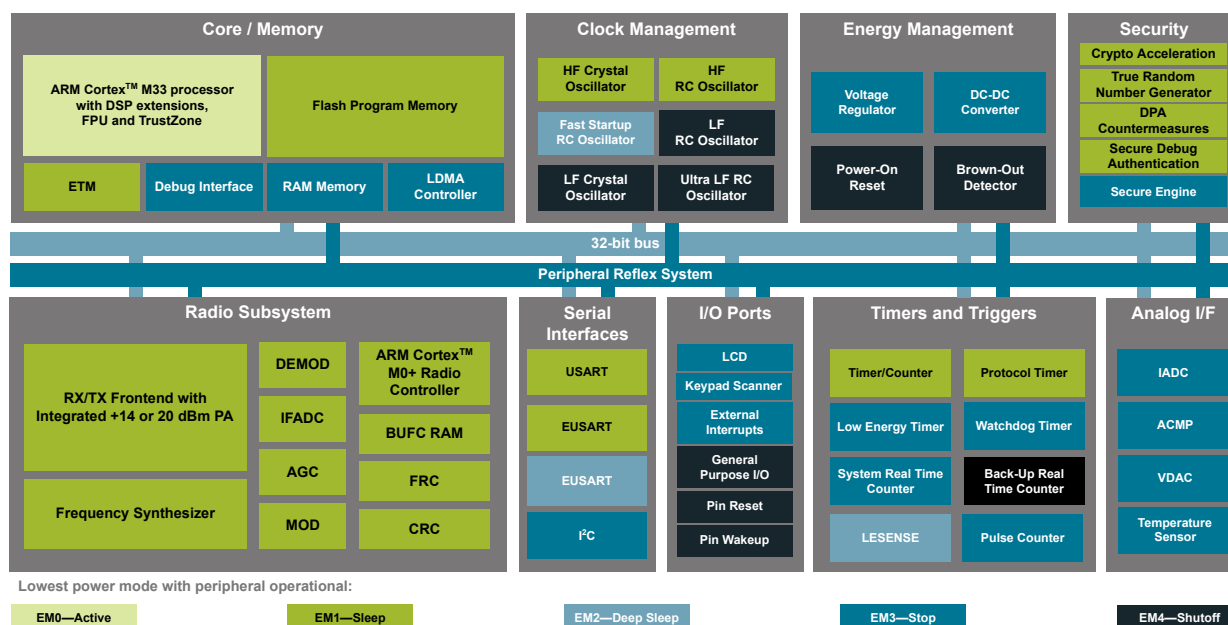 Core / Memory
ARM Cortex™ M33 processor
with DSP extensions,
FPU and TrustZone
Flash Program Memory
ETM
Debug Interface
RAM Memory
LDMA
Controller
Clock Management
HF Crystal
Oscillator
HF
RC Oscillator
Fast Startup
RC Oscillator
LF
RC Oscillator
LF Crystal
Oscillator
Ultra LF RC
Oscillator
Energy Management
Voltage
Regulator
DC-DC
Converter
Power-On
Reset
Brown-Out
Detector
Security
Crypto Acceleration
True Random
Number Generator
DPA
Countermeasures
Secure Debug
Authentication
Secure Engine
32-bit bus
Peripheral Reflex System
Radio Subsystem
RX/TX Frontend with
Integrated +14 or 20 dBm PA
Frequency Synthesizer
DEMOD
IFADC
AGC
MOD
ARM Cortex™
M0+ Radio
Controller
BUFC RAM
FRC
CRC
Serial
Interfaces
USART
EUSART
EUSART
I²C
I/O Ports
LCD
Keypad Scanner
External
Interrupts
General
Purpose I/O
Pin Reset
Pin Wakeup
Timers and Triggers
Timer/Counter
Protocol Timer
Low Energy Timer
Watchdog Timer
System Real Time
Counter
Back-Up Real
Time Counter
LESENSE
Pulse Counter
Analog I/F
IADC
ACMP
VDAC
Temperature
Sensor
Lowest power mode with peripheral operational:
EM0—Active
EM1—Sleep
EM2—Deep Sleep
EM3—Stop
EM4—Shutoff